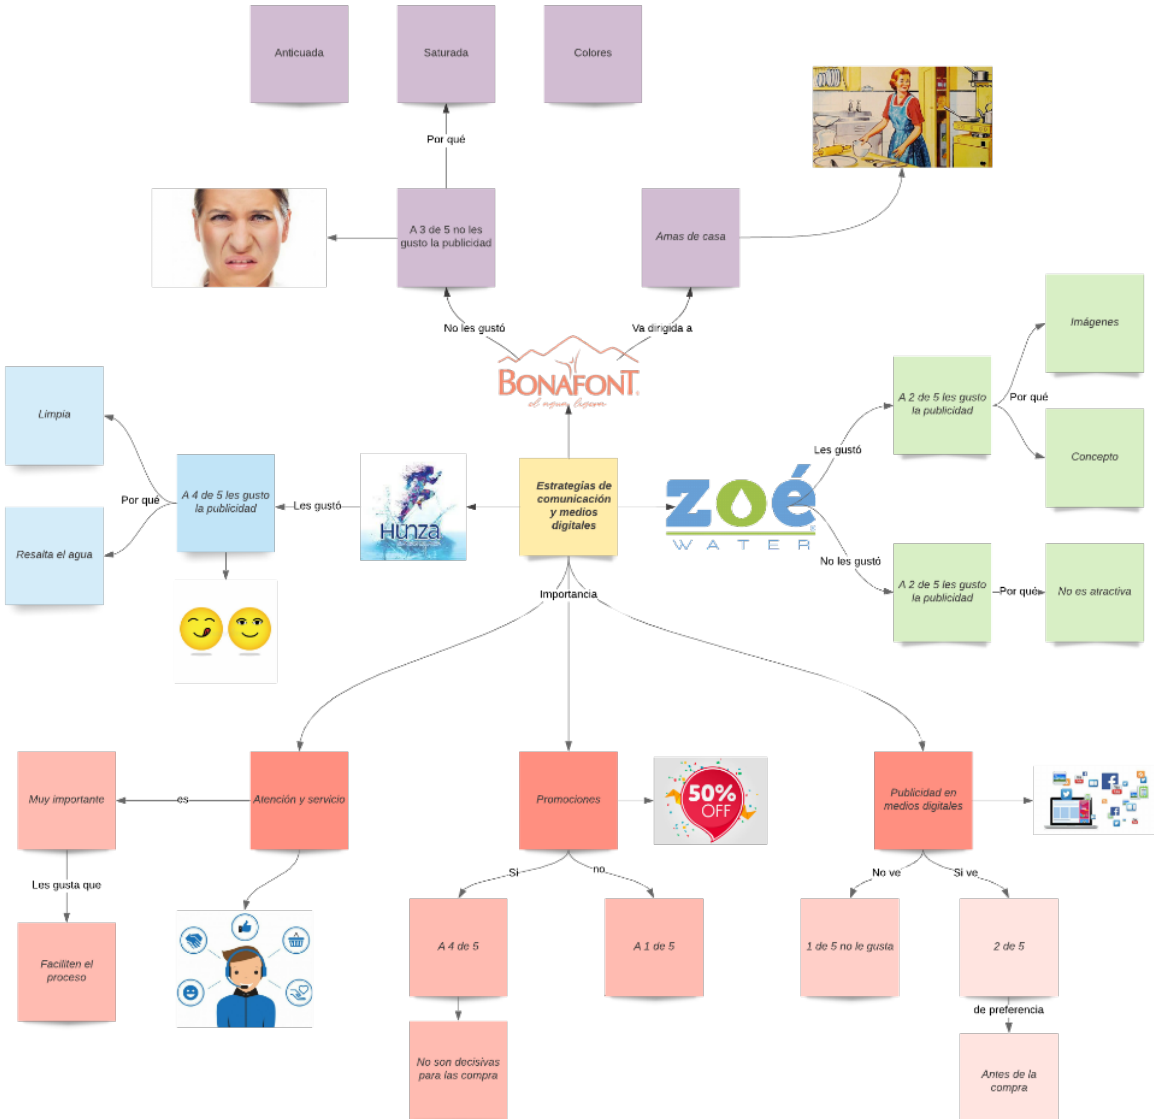 Anticuada
Saturada
Colores
Por qué
A 3 de 5 no les
gusto la publicidad
Amas de casa
No les gustó
Va dirigida a
BONAFONT
el agua ligera
Imágenes
A 2 de 5 les gusto
la publicidad
Por qué
Concepto
Les gustó
Limpia
A 4 de 5 les gusto
la publicidad
Por qué
Resalta el agua
Les gustó
Hunza
Estrategias de
comunicación
y medios
digitales
zoé
WATER
No les gustó
A 2 de 5 les gusto
la publicidad
Por qué
No es atractiva
Importancia
Muy importante
es
Atención y servicio
Promociones
50%
OFF
Publicidad en
medios digitales
Les gusta que
Faciliten el
proceso
Si
no
A 4 de 5
A 1 de 5
No son decisivas
para las compra
No ve
Si ve
1 de 5 no le gusta
2 de 5
de preferencia
Antes de la
compra